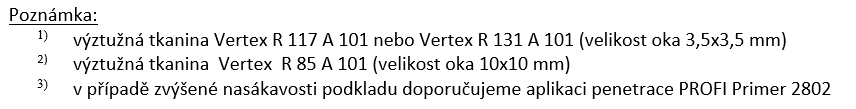 Poznámka:
1) výztužná tkanina Vertex R 117 A 101 nebo Vertex R 131 A 101 (velikost oka 3,5x3,5 mm)
2) výztužná tkanina  Vertex  R 85 A 101 (velikost oka 10x10 mm)
3) v případě zvýšené nasákavosti podkladu doporučujeme aplikaci penetrace PROFI Primer 2802